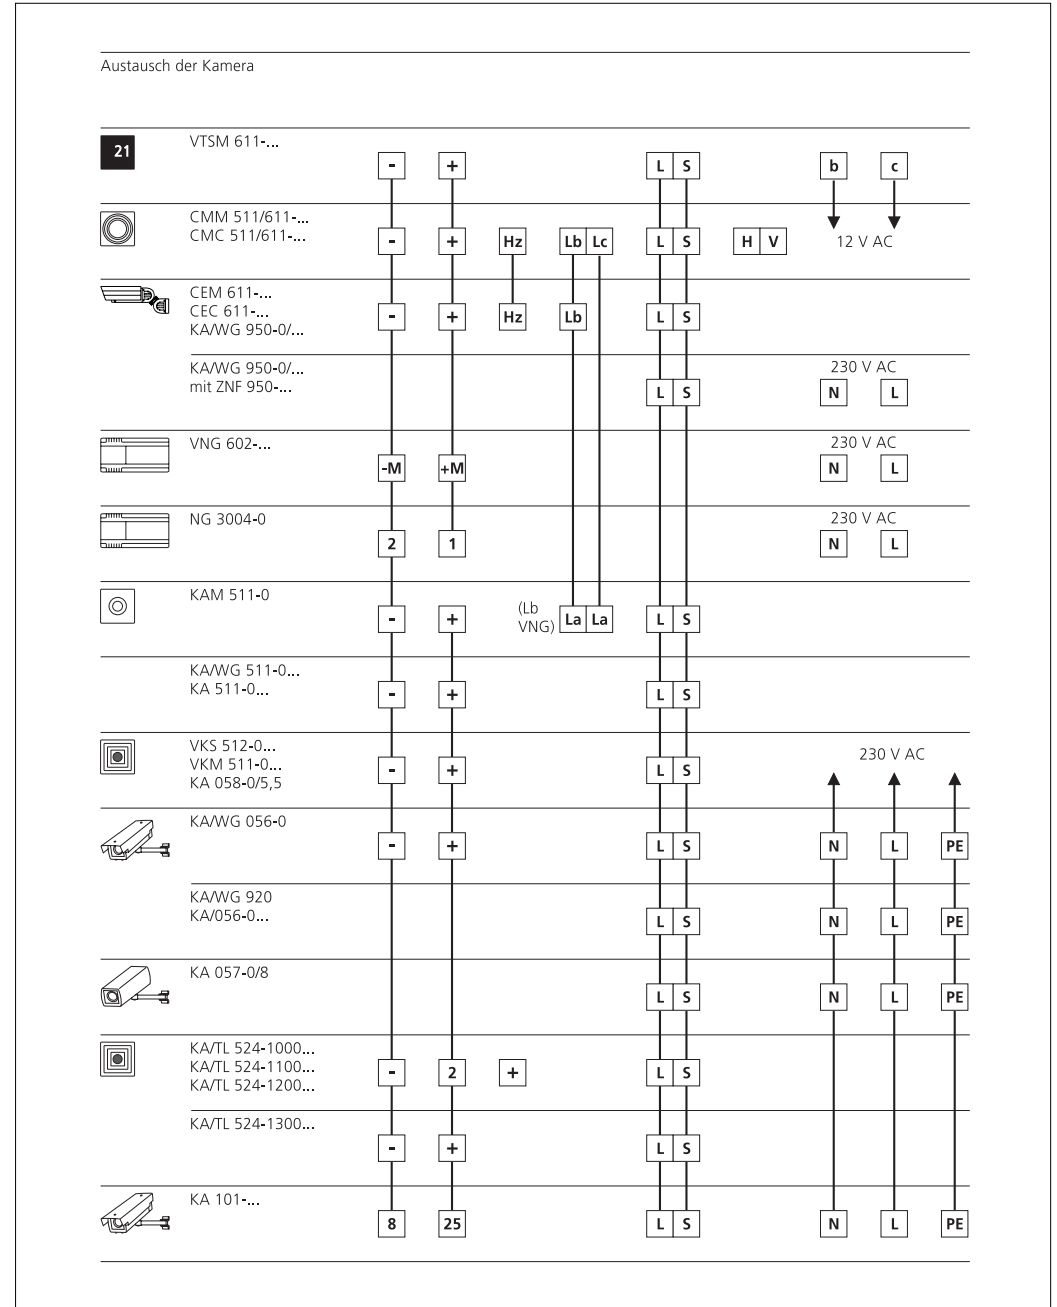 Austausch der Kamera
21
VTSM 611-...
- + L S b c
CMM 511/611-...
CMC 511/611-...
- + Hz Lb Lc L S H V 12 V AC
CEM 611-...
CEC 611-...
KA/WG 950-0/...
- + Hz Lb L S
KA/WG 950-0/...
mit ZNF 950-...
230 V AC
L S N L
VNG 602-...
230 V AC
-M +M N L
NG 3004-0
230 V AC
2 1 N L
KAM 511-0
(Lb
VNG)
- + La La L S
KA/WG 511-0...
KA 511-0...
- + L S
VKS 512-0...
VKM 511-0...
KA 058-0/5,5
230 V AC
- + L S
KA/WG 056-0
- + L S N L PE
KA/WG 920
KA/056-0...
L S N L PE
KA 057-0/8
L S N L PE
KA/TL 524-1000...
KA/TL 524-1100...
KA/TL 524-1200...
- 2 + L S
KA/TL 524-1300...
- + L S
KA 101-...
8 25 L S N L PE